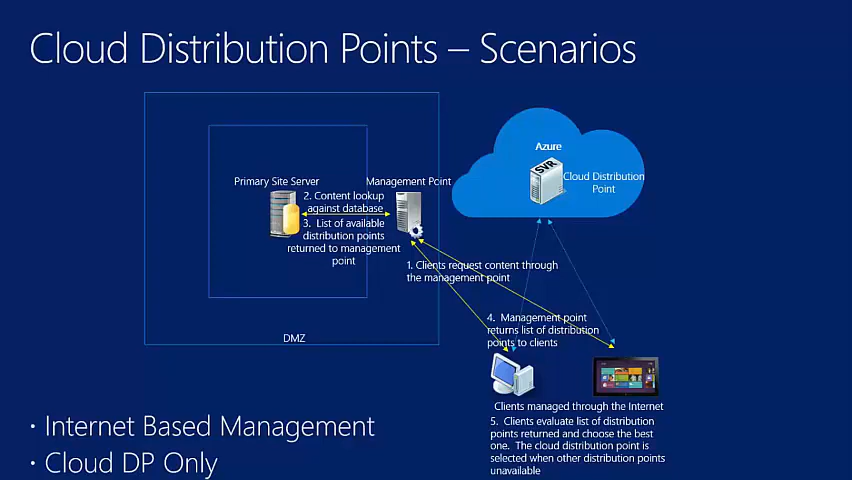 Cloud Distribution Points – Scenarios
Azure
SVR
Cloud Distribution
Point
Primary Site Server
Management Point
2. Content lookup
against database
3. List of available
distribution points
returned to management
point
1. Clients request content through
the management point
4. Management point
returns list of distribution
points to clients
DMZ
Clients managed through the Internet
5. Clients evaluate list of distribution
points returned and choose the best
one. The cloud distribution point is
selected when other distribution points
unavailable
· Internet Based Management
· Cloud DP Only